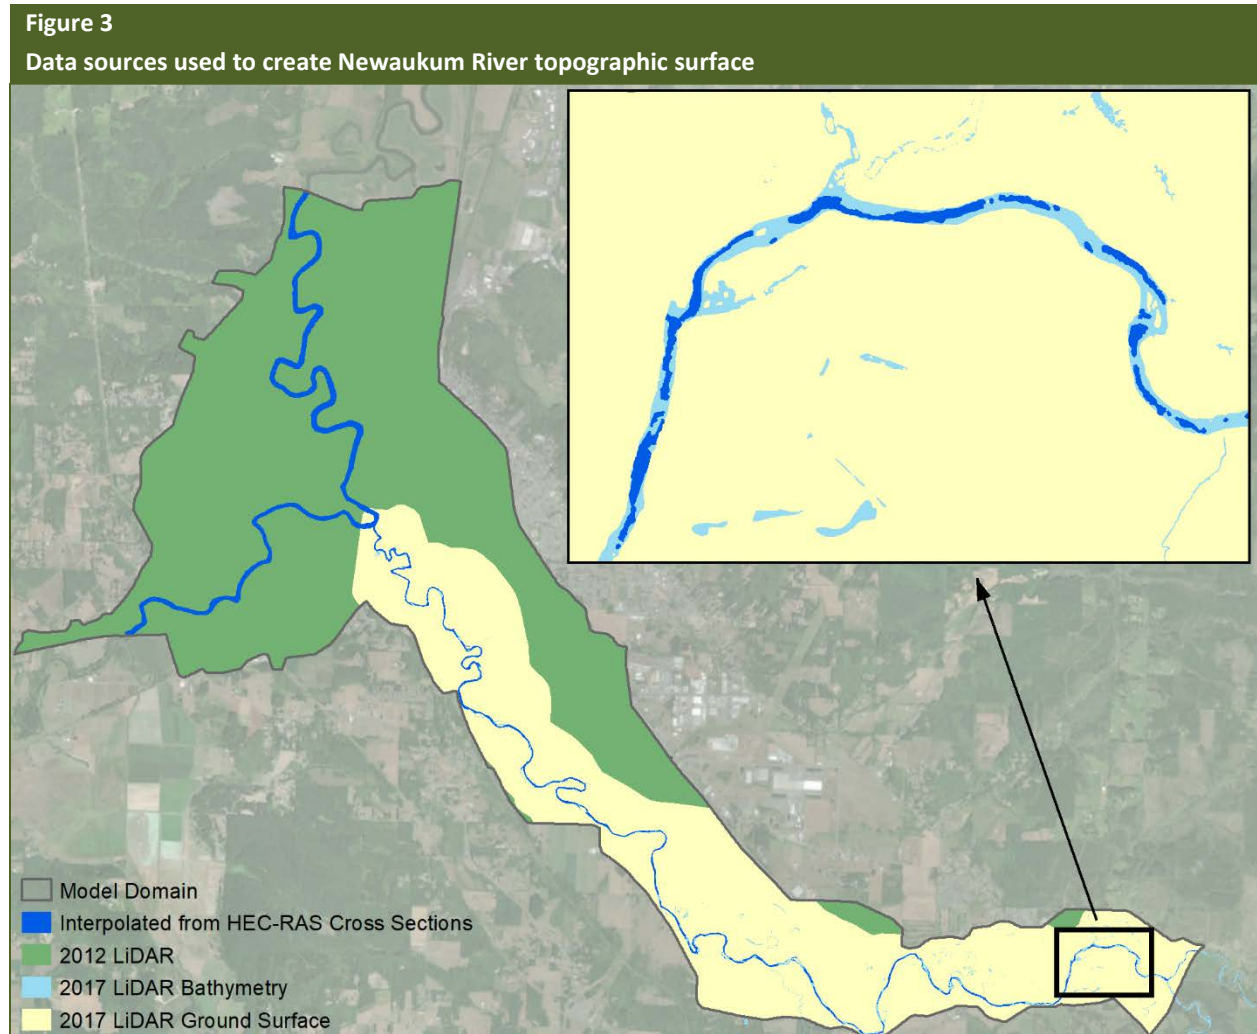 Figure 3
Data sources used to create Newaukum River topographic surface
Model Domain
Interpolated from HEC-RAS Cross Sections
2012 LiDAR
2017 LiDAR Bathymetry
2017 LiDAR Ground Surface